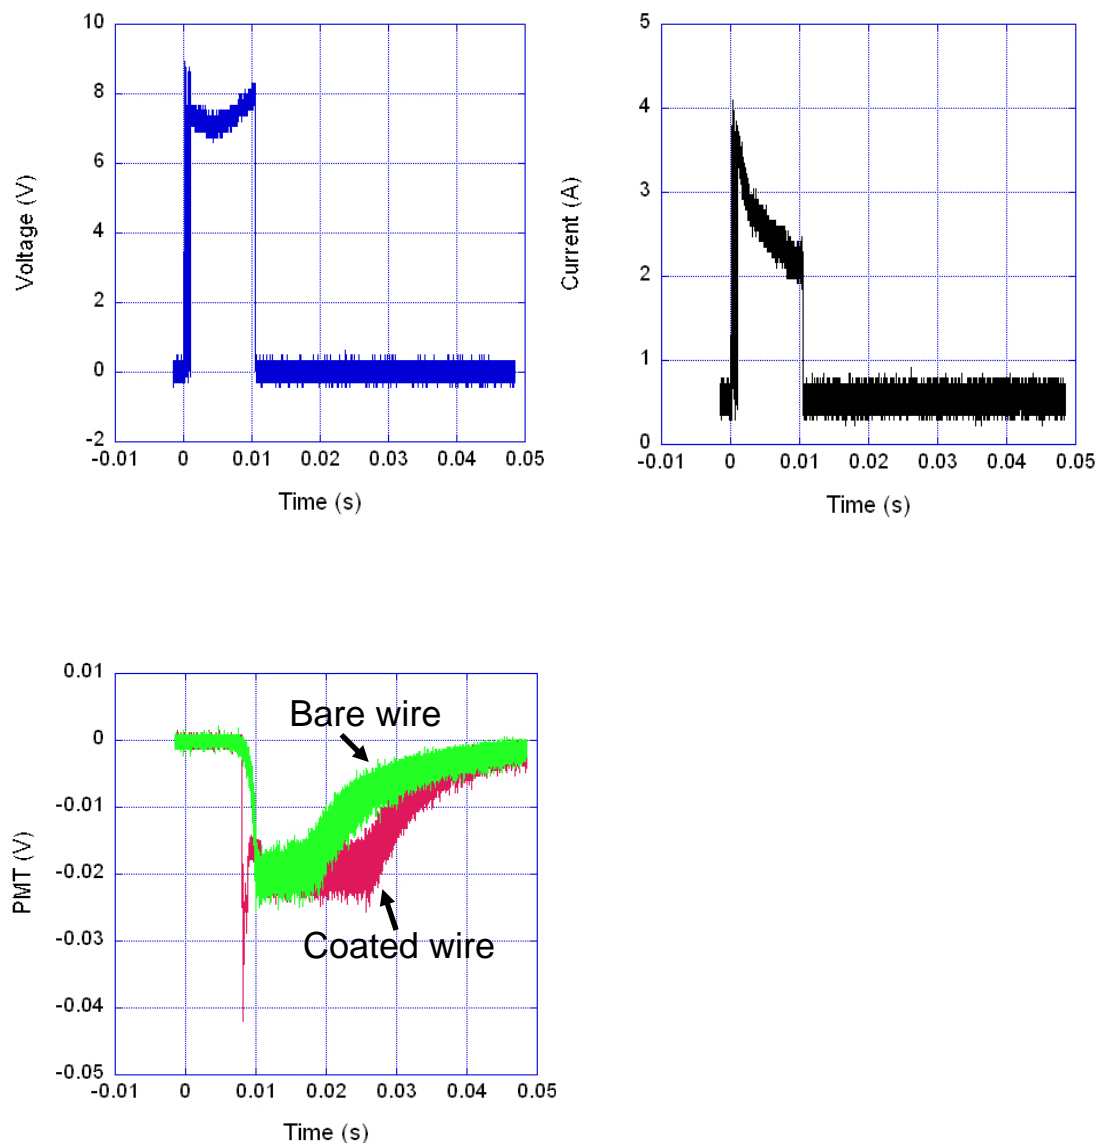 10
8
6
4
2
0
-2
-0.01 0 0.01 0.02 0.03 0.04 0.05
Voltage (V)
Time (s)
5
4
3
2
1
0
-0.01 0 0.01 0.02 0.03 0.04 0.05
Current (A)
Time (s)
0.01
0
-0.01
-0.02
-0.03
-0.04
-0.05
-0.01 0 0.01 0.02 0.03 0.04 0.05
PMT (V)
Bare wire
Coated wire
Time (s)